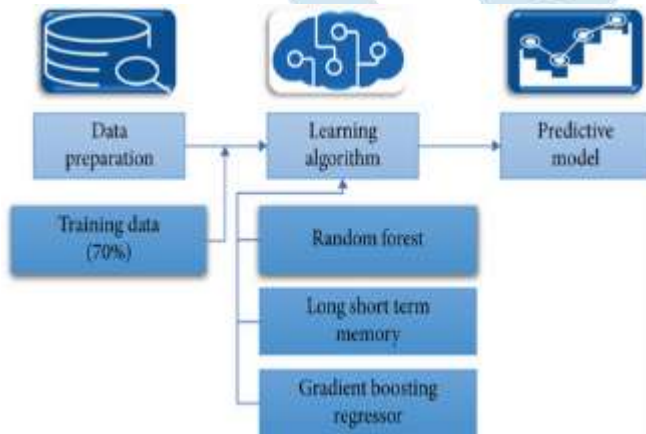 Data
preparation
Learning
algorithm
Predictive
model
Training data
(70%)
Random forest
Long short term
memory
Gradient boosting
regressor